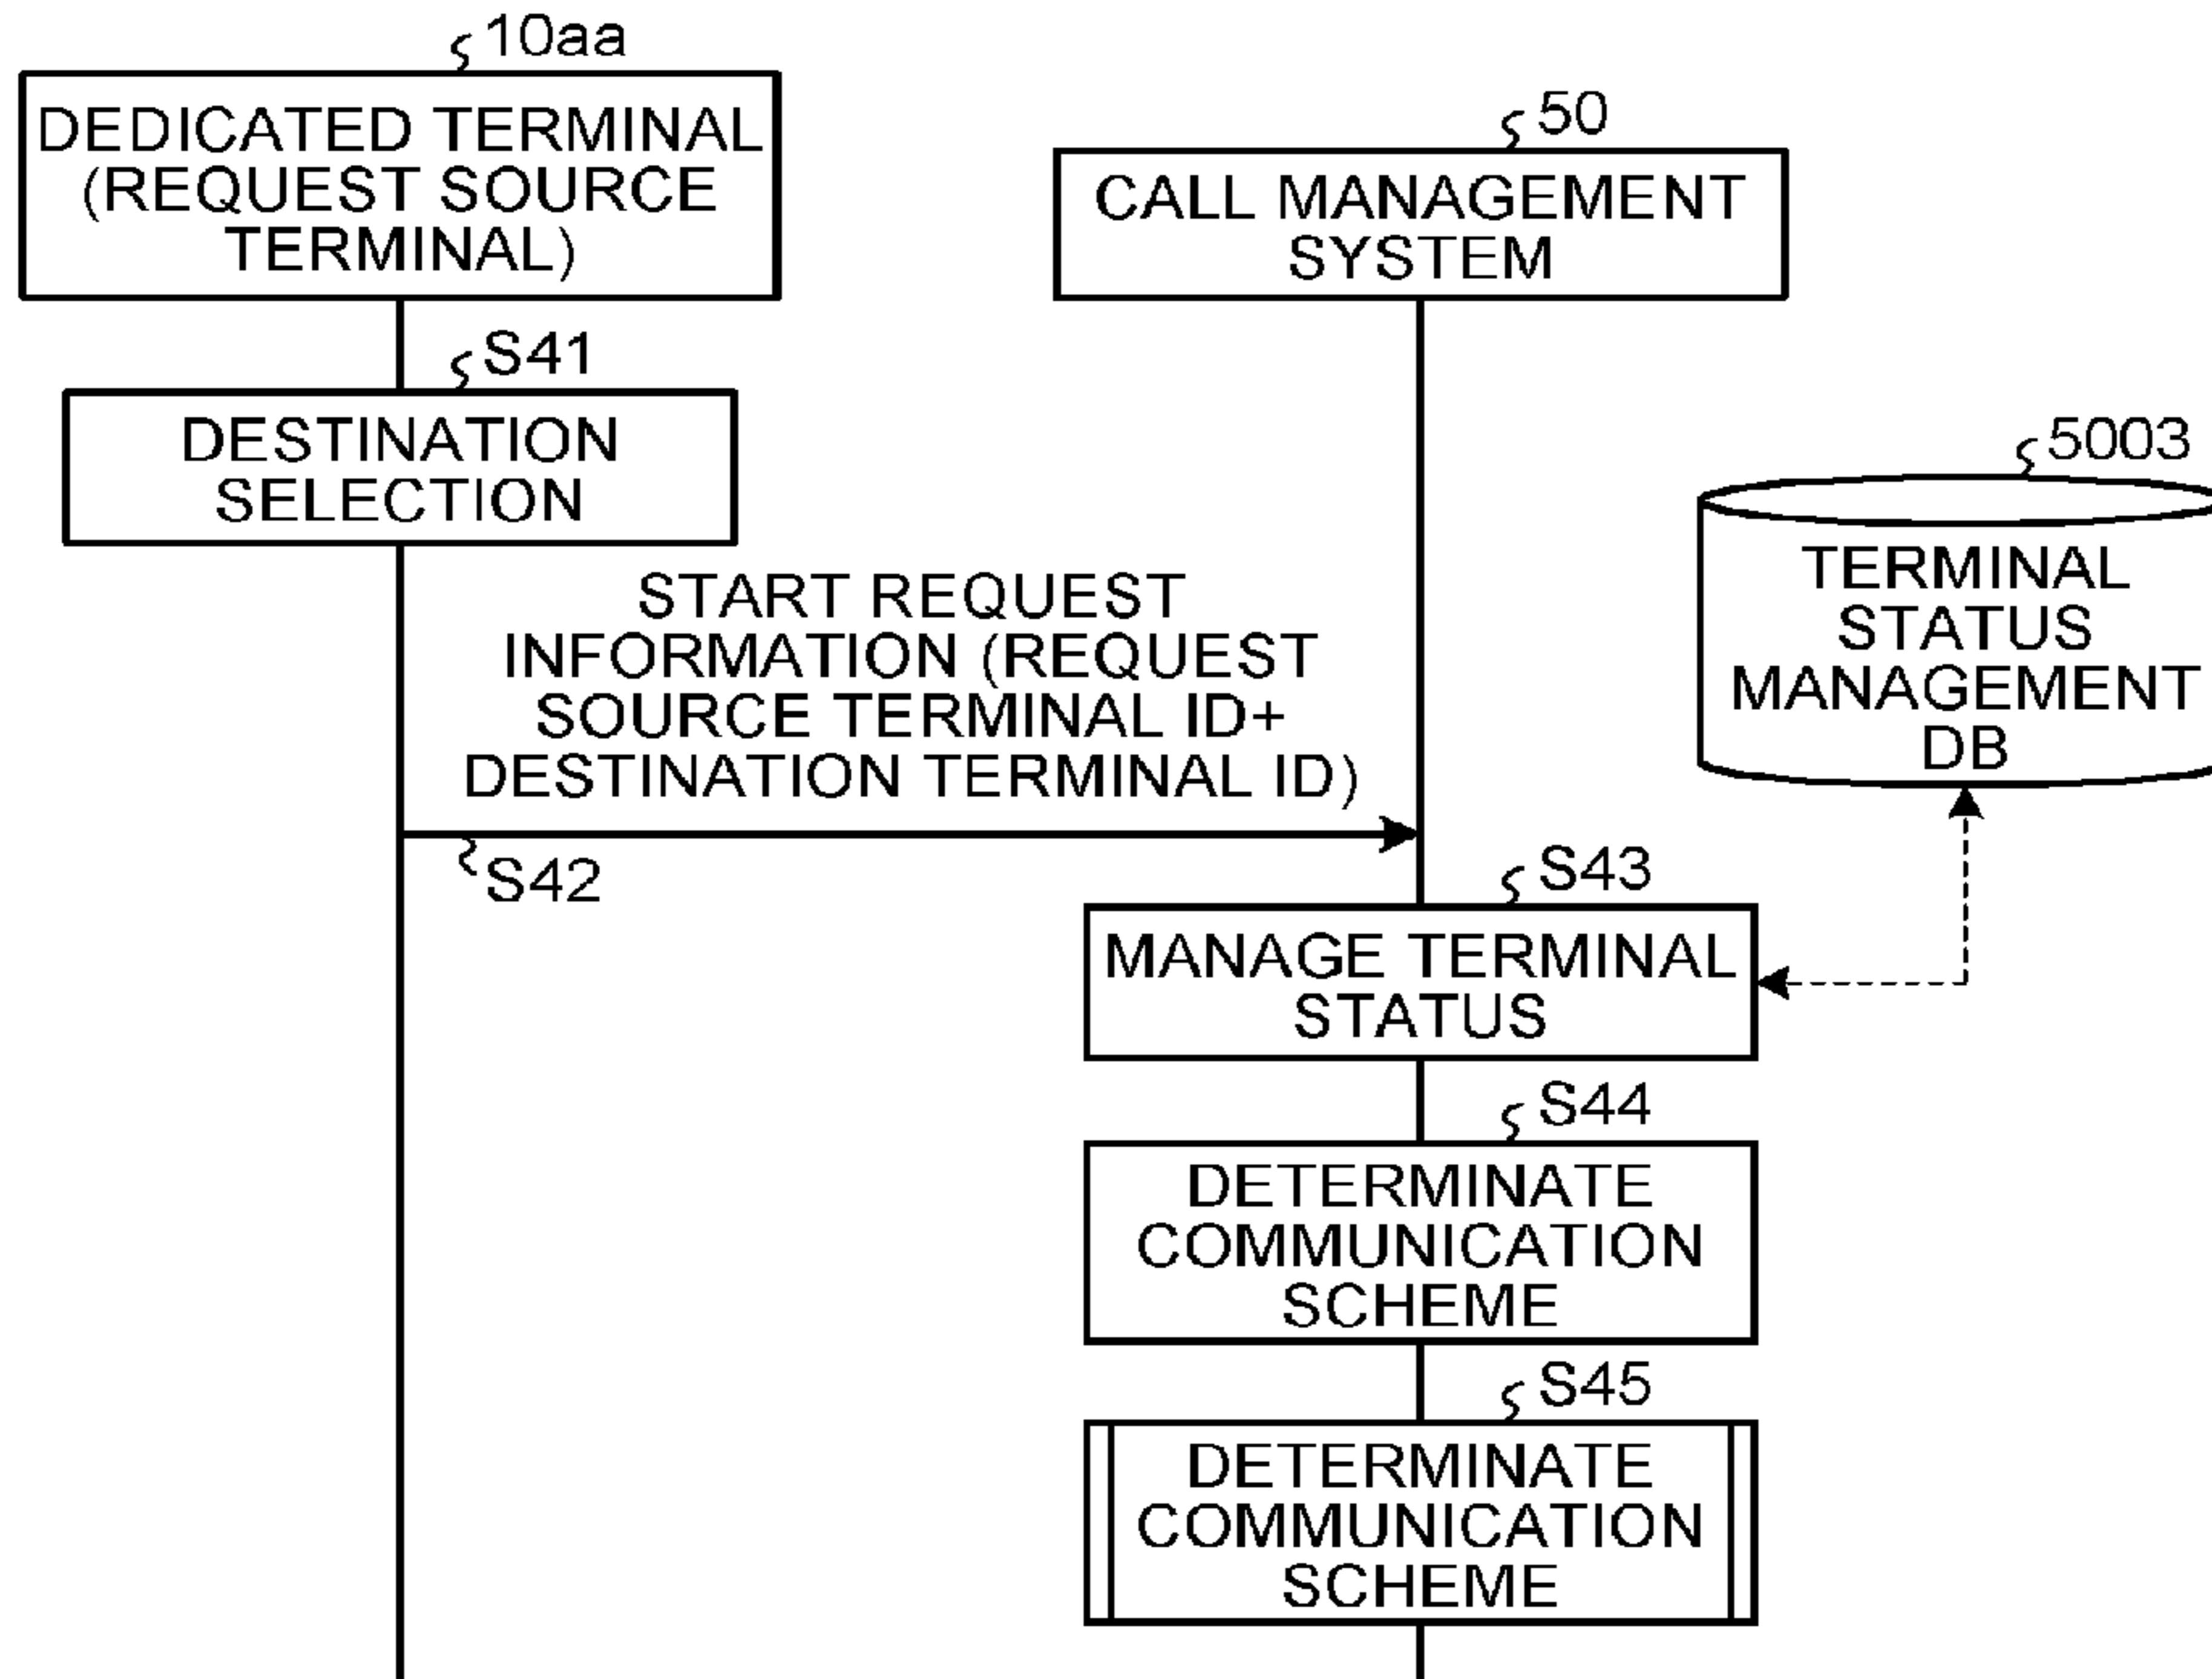 10aa
DEDICATED TERMINAL
(REQUEST SOURCE
TERMINAL)
50
CALL MANAGEMENT
SYSTEM
S41
DESTINATION
SELECTION
5003
TERMINAL
STATUS
MANAGEMENT
DB
START REQUEST
INFORMATION (REQUEST
SOURCE TERMINAL ID+
DESTINATION TERMINAL ID)
S42
S43
MANAGE TERMINAL
STATUS
S44
DETERMINATE
COMMUNICATION
SCHEME
S45
DETERMINATE
COMMUNICATION
SCHEME